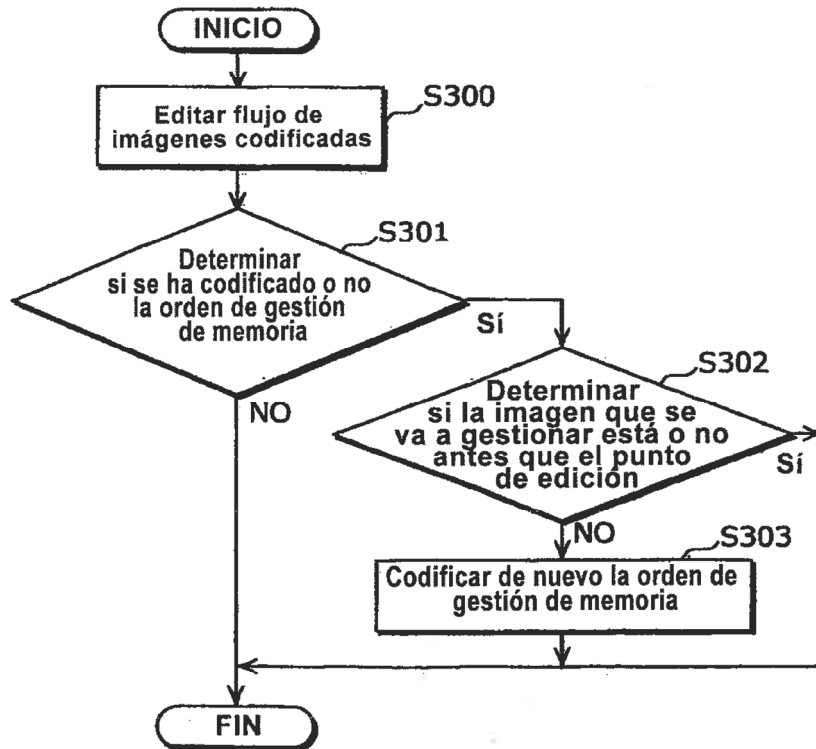 INICIO
S300
Editar flujo de
imágenes codificadas
S301
Determinar
si se ha codificado o no
la orden de gestión
de memoria
Sí
NO
S302
Determinar
si la imagen que se
va a gestionar está o no
antes que el punto
de edición
Sí
NO
S303
Codificar de nuevo la orden de
gestión de memoria
FIN